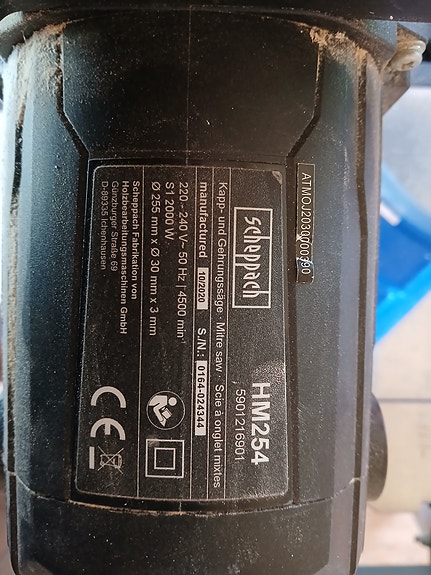 scheppach
HM254
, 5901216901
Kapp- und Gehrungssäge · Mitre saw · Scie à onglet mixtes
manufactured 10/2020 S./N.: 0164-024344
220 - 240 V~ 50 Hz | 4500 min⁻¹
S1 2000 W
Ø 255 mm x Ø 30 mm x 3 mm
Scheppach Fabrikation von
Holzbearbeitungsmaschinen GmbH
Günzburger Straße 69
D-89335 Ichenhausen
CE